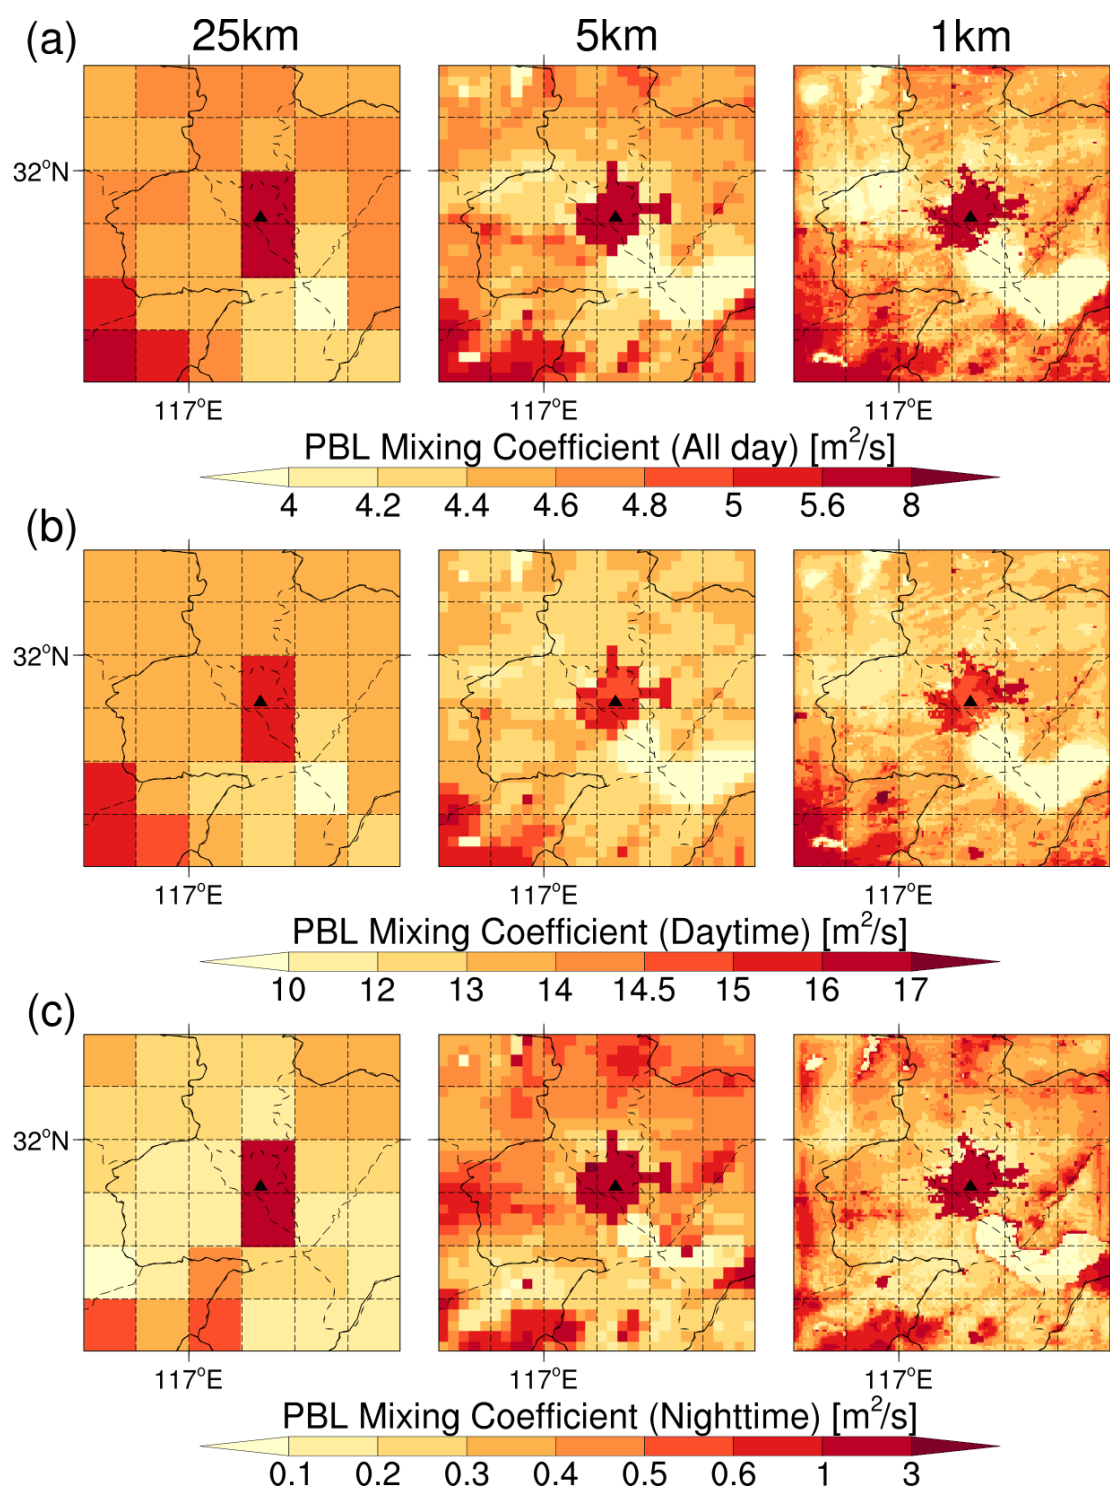 (a) 25km 5km 1km
32°N
117°E 117°E 117°E
PBL Mixing Coefficient (All day) [m²/s]
4 4.2 4.4 4.6 4.8 5 5.6 8
(b)
32°N
117°E 117°E 117°E
PBL Mixing Coefficient (Daytime) [m²/s]
10 12 13 14 14.5 15 16 17
(c)
32°N
117°E 117°E 117°E
PBL Mixing Coefficient (Nighttime) [m²/s]
0.1 0.2 0.3 0.4 0.5 0.6 1 3